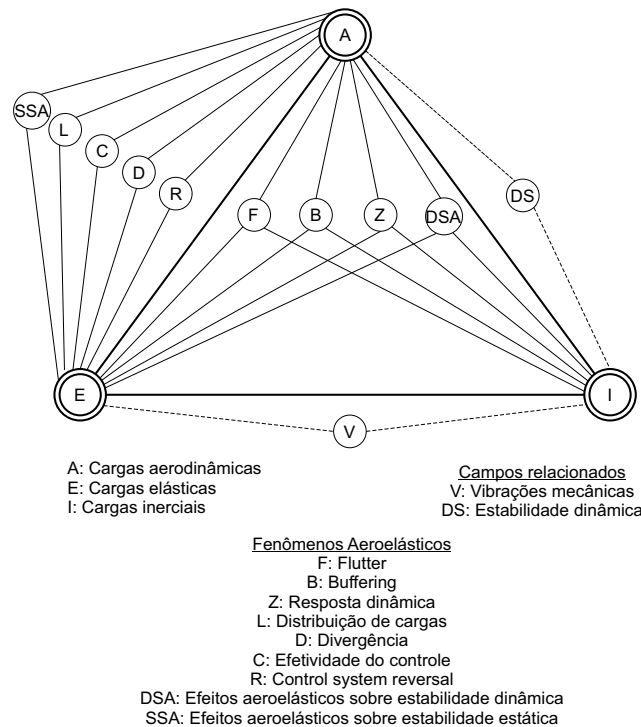 A
SSA
L
C
D
R
F
B
Z
DSA
DS
E
I
V
A: Cargas aerodinâmicas
E: Cargas elásticas
I: Cargas inerciais
Campos relacionados
V: Vibrações mecânicas
DS: Estabilidade dinâmica
Fenômenos Aeroelásticos
F: Flutter
B: Buffering
Z: Resposta dinâmica
L: Distribuição de cargas
D: Divergência
C: Efetividade do controle
R: Control system reversal
DSA: Efeitos aeroelásticos sobre estabilidade dinâmica
SSA: Efeitos aeroelásticos sobre estabilidade estática